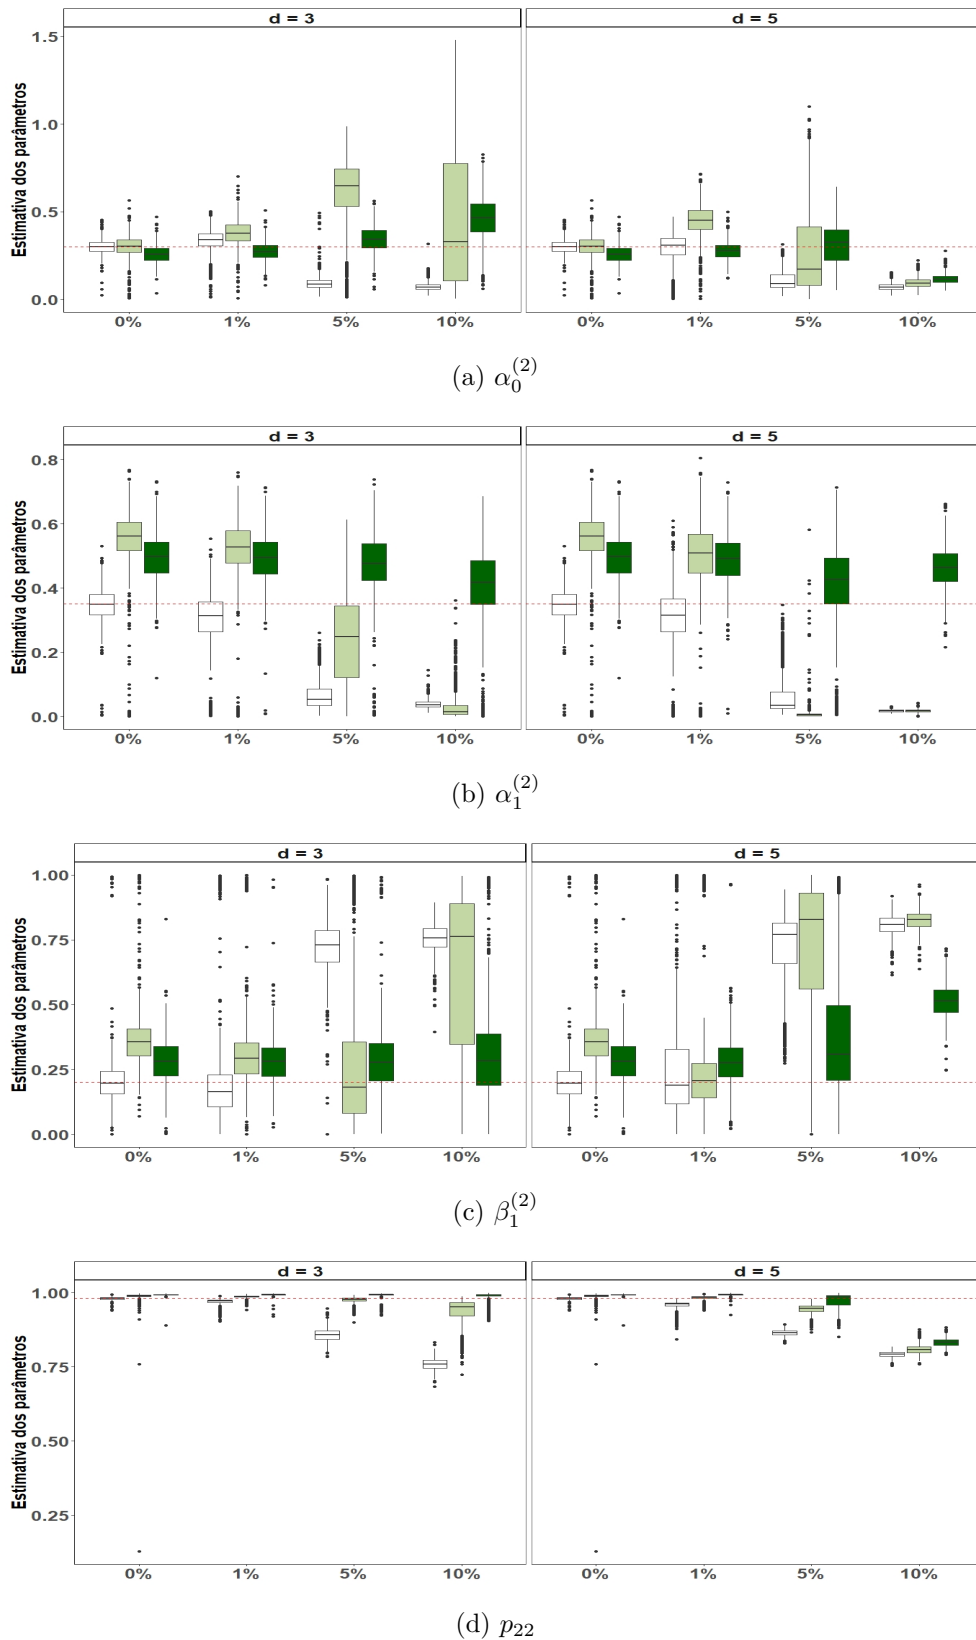 d = 3
d = 5
Estimativa dos parâmetros
1.5
1.0
0.5
0.0
0% 1% 5% 10%
0% 1% 5% 10%
(a) α₀⁽²⁾
d = 3
d = 5
Estimativa dos parâmetros
0.8
0.6
0.4
0.2
0.0
0% 1% 5% 10%
0% 1% 5% 10%
(b) α₁⁽²⁾
d = 3
d = 5
Estimativa dos parâmetros
1.00
0.75
0.50
0.25
0.00
0% 1% 5% 10%
0% 1% 5% 10%
(c) β₁⁽²⁾
d = 3
d = 5
Estimativa dos parâmetros
1.00
0.75
0.50
0.25
0% 1% 5% 10%
0% 1% 5% 10%
(d) p₂₂